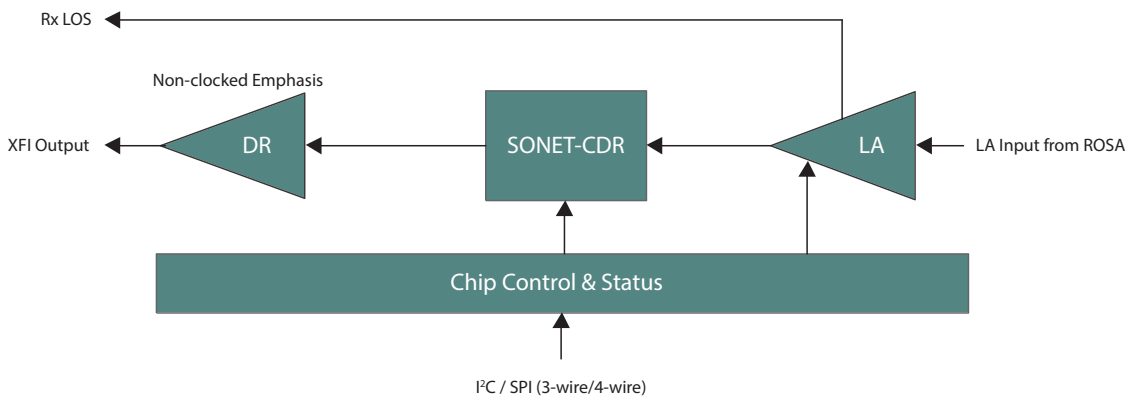 Rx LOS
Non-clocked Emphasis
XFI Output
DR
SONET-CDR
LA
LA Input from ROSA
Chip Control & Status
I²C / SPI (3-wire/4-wire)